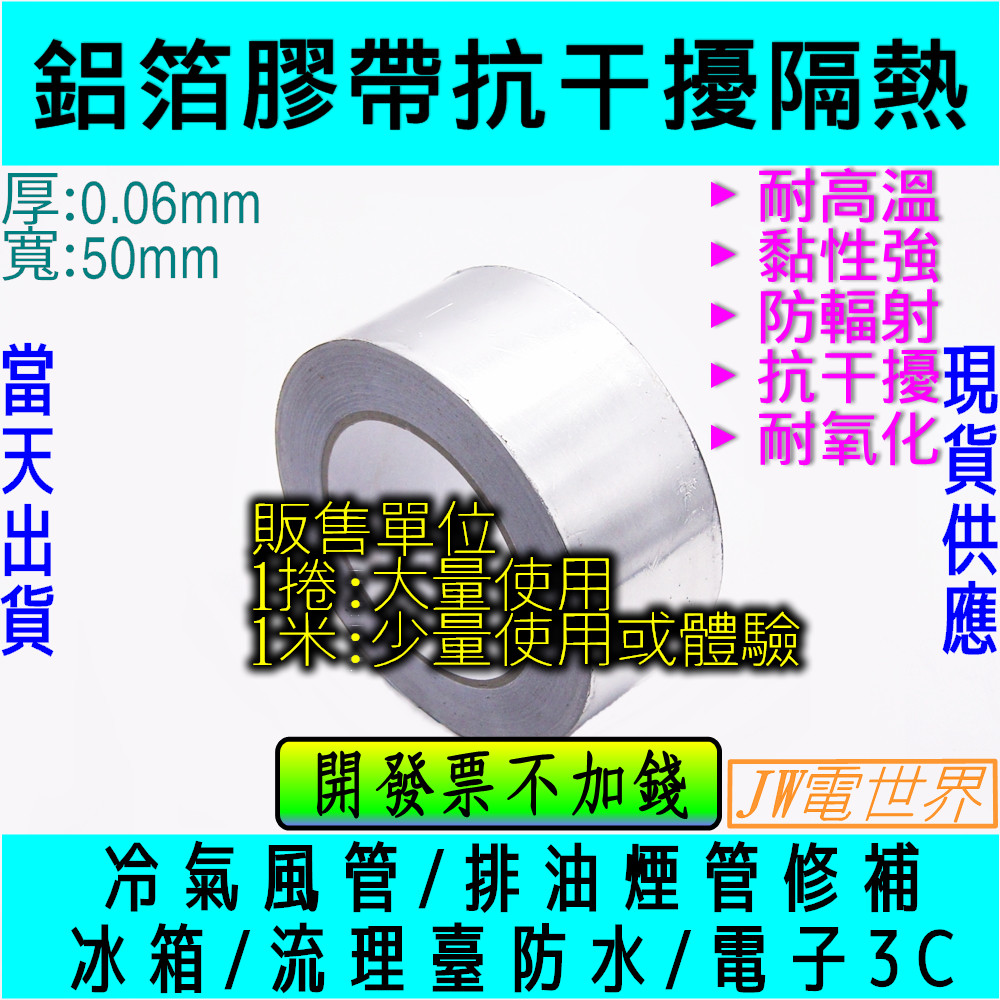 鋁箔膠帶抗干擾隔熱
厚:0.06mm
寬:50mm
▶ 耐高溫
▶ 黏性強
▶ 防輻射
▶ 抗干擾
▶ 耐氧化
當天出貨
現貨供應
販售單位
1捲:大量使用
1米:少量使用或體驗
開發票不加錢
JW電世界
冷氣風管/排油煙管修補
冰箱/流理臺防水/電子3C